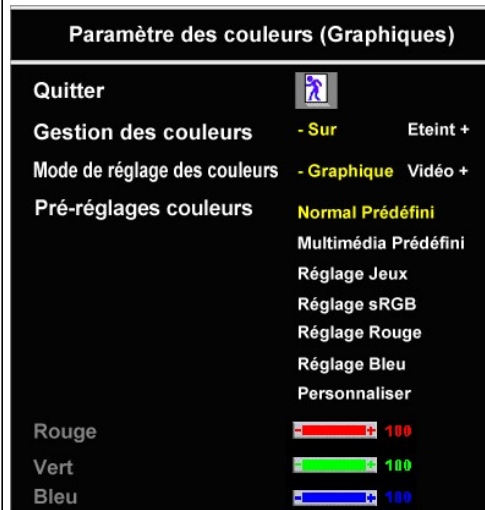 Paramètre des couleurs (Graphiques)
Quitter
Gestion des couleurs - Sur Eteint +
Mode de réglage des couleurs - Graphique Vidéo +
Pré-réglages couleurs Normal Prédéfini
Multimédia Prédéfini
Réglage Jeux
Réglage sRGB
Réglage Rouge
Réglage Bleu
Personnaliser
Rouge - + 100
Vert - + 100
Bleu - + 100